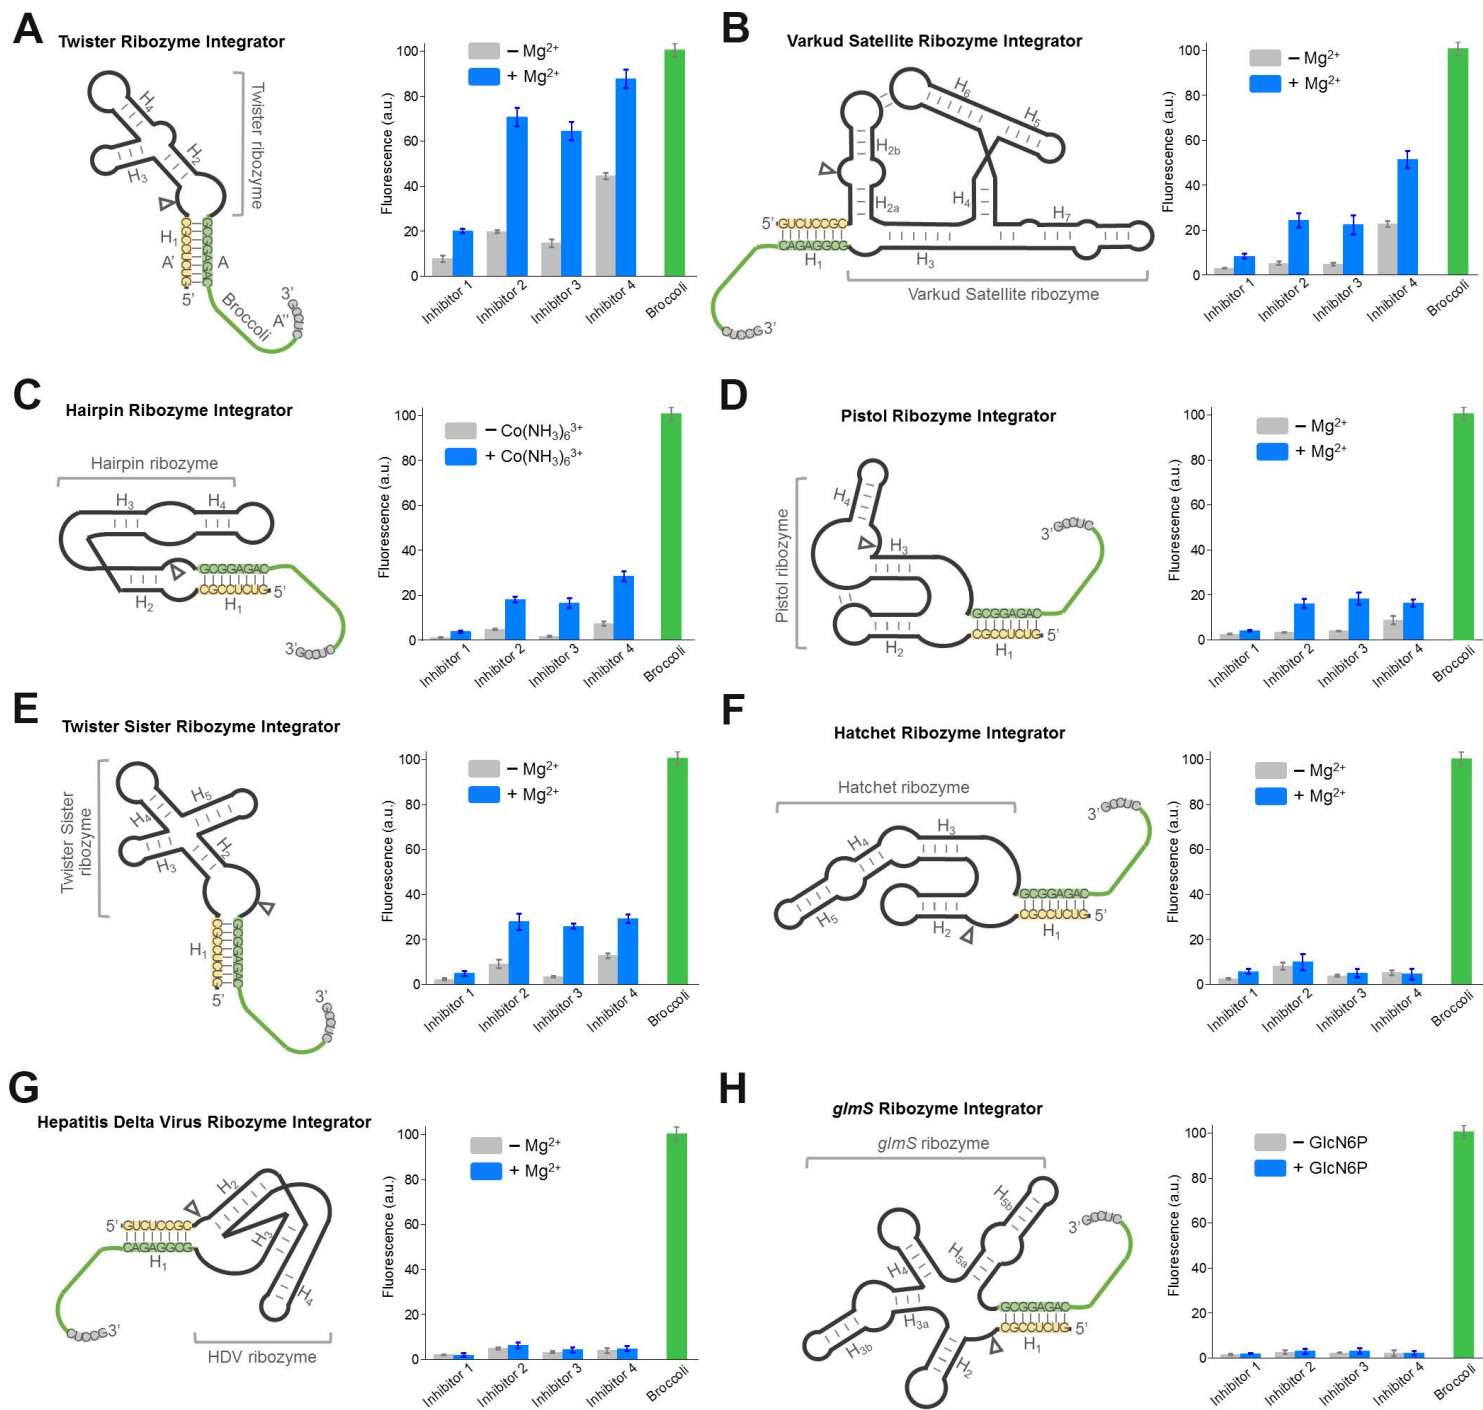 A
Twister Ribozyme Integrator
H4
H3
H2
Twister ribozyme
H1
A'
A
5'
Broccoli
3'
A''
Fluorescence (a.u.)
100
80
60
40
20
0
– Mg2+
+ Mg2+
Inhibitor 1
Inhibitor 2
Inhibitor 3
Inhibitor 4
Broccoli
B
Varkud Satellite Ribozyme Integrator
H6
H5
H2b
H2a
H4
H7
5' GUCUCCGC
CAGAGGCG
H1
H3
Varkud Satellite ribozyme
CUCCG3'
Fluorescence (a.u.)
100
80
60
40
20
0
– Mg2+
+ Mg2+
Inhibitor 1
Inhibitor 2
Inhibitor 3
Inhibitor 4
Broccoli
C
Hairpin Ribozyme Integrator
Hairpin ribozyme
H3
H4
GCGGAGAC
CGCCUCUG 5'
H2
H1
3'
Fluorescence (a.u.)
100
80
60
40
20
0
– Co(NH3)63+
+ Co(NH3)63+
Inhibitor 1
Inhibitor 2
Inhibitor 3
Inhibitor 4
Broccoli
D
Pistol Ribozyme Integrator
Pistol ribozyme
H4
H3
3' GCCUC
GCGGAGAC
CGCCUCUG 5'
H2
H1
Fluorescence (a.u.)
100
80
60
40
20
0
– Mg2+
+ Mg2+
Inhibitor 1
Inhibitor 2
Inhibitor 3
Inhibitor 4
Broccoli
E
Twister Sister Ribozyme Integrator
Twister Sister
ribozyme
H5
H4
H3
H2
H1
5'
3'
Fluorescence (a.u.)
100
80
60
40
20
0
– Mg2+
+ Mg2+
Inhibitor 1
Inhibitor 2
Inhibitor 3
Inhibitor 4
Broccoli
F
Hatchet Ribozyme Integrator
Hatchet ribozyme
3' GCCUC
H3
H4
H5
H2
GCGGAGAC
CGCCUCUG 5'
H1
Fluorescence (a.u.)
100
80
60
40
20
0
– Mg2+
+ Mg2+
Inhibitor 1
Inhibitor 2
Inhibitor 3
Inhibitor 4
Broccoli
G
Hepatitis Delta Virus Ribozyme Integrator
H2
5' GUCUCCGC
CAGAGGCG
H1
H3
H4
CUCCG3'
HDV ribozyme
Fluorescence (a.u.)
100
80
60
40
20
0
– Mg2+
+ Mg2+
Inhibitor 1
Inhibitor 2
Inhibitor 3
Inhibitor 4
Broccoli
H
glmS Ribozyme Integrator
glmS ribozyme
H5b
3' GCCUC
H5a
H4
H3a
H3b
H2
GCGGAGAC
CGCCUCUG 5'
H1
Fluorescence (a.u.)
100
80
60
40
20
0
– GlcN6P
+ GlcN6P
Inhibitor 1
Inhibitor 2
Inhibitor 3
Inhibitor 4
Broccoli